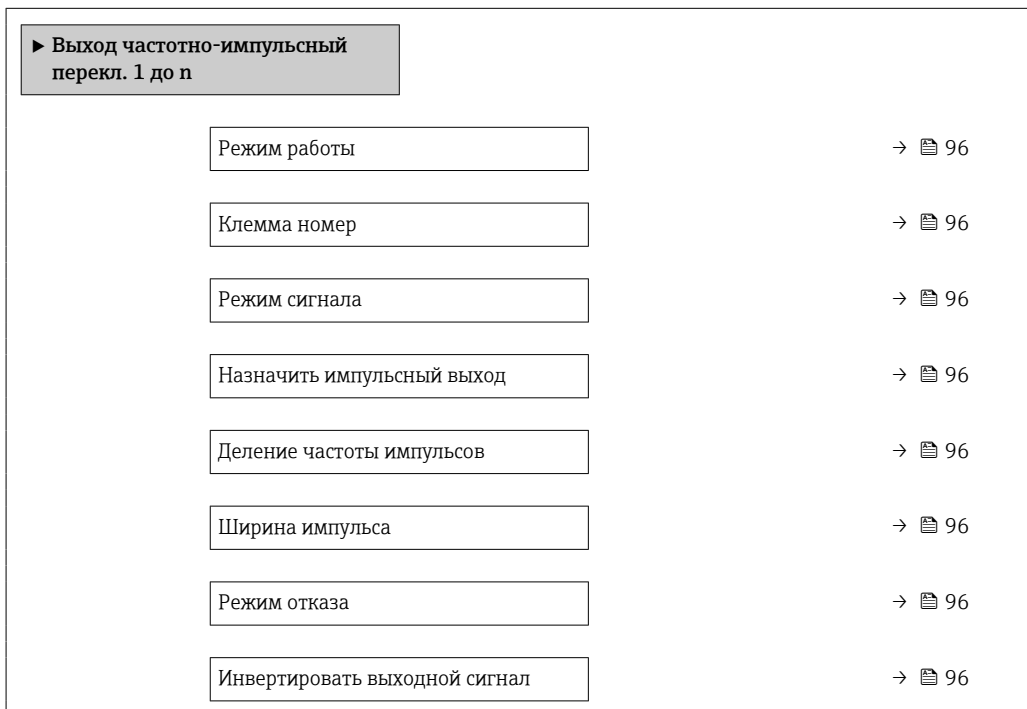 ► Выход частотно-импульсный
перекл. 1 до n
Режим работы → 96
Клемма номер → 96
Режим сигнала → 96
Назначить импульсный выход → 96
Деление частоты импульсов → 96
Ширина импульса → 96
Режим отказа → 96
Инвертировать выходной сигнал → 96